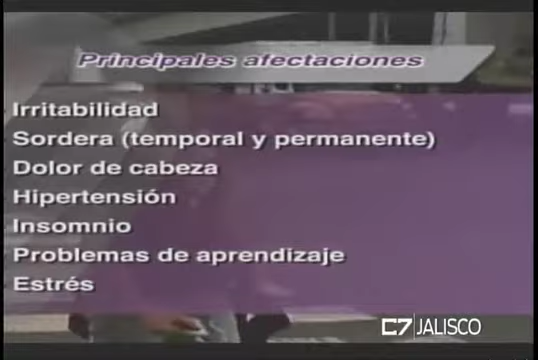 Principales afectaciones
Irritabilidad
Sordera (temporal y permanente)
Dolor de cabeza
Hipertensión
Insomnio
Problemas de aprendizaje
Estrés
C7 JALISCO